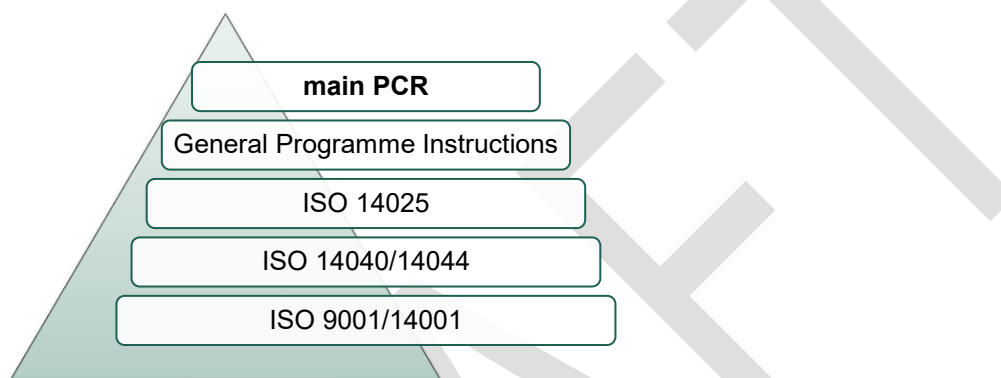 main PCR
General Programme Instructions
ISO 14025
ISO 14040/14044
ISO 9001/14001